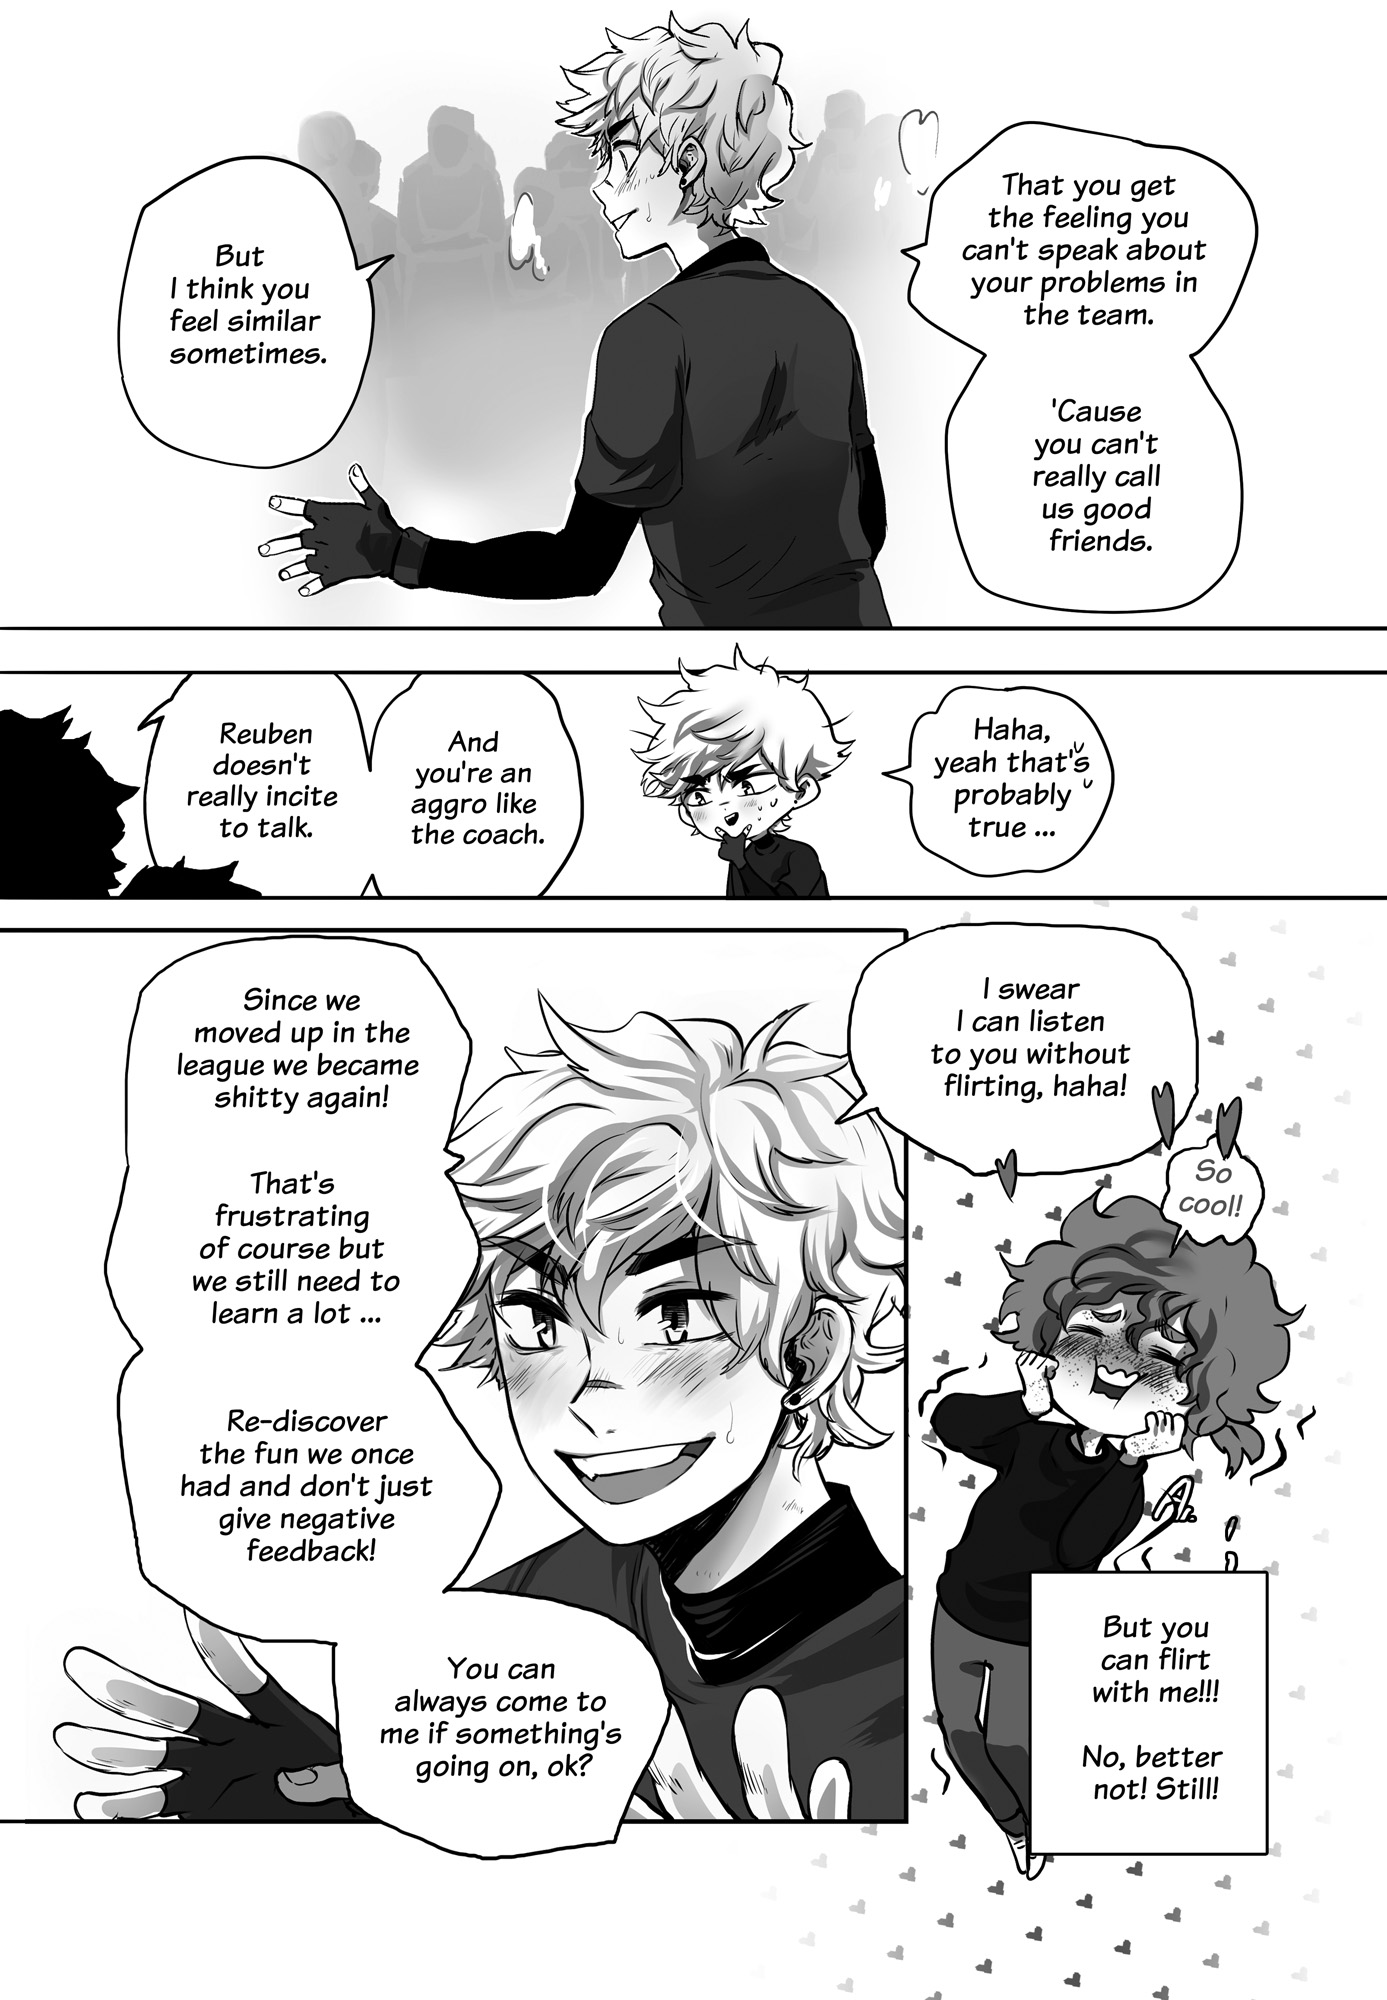 But
I think you
feel similar
sometimes.
That you get
the feeling you
can't speak about
your problems in
the team.
'Cause
you can't
really call
us good
friends.
Reuben
doesn't
really incite
to talk.
And
you're an
aggro like
the coach.
Haha,
yeah that's
probably
true ...
Since we
moved up in the
league we became
shitty again!
That's
frustrating
of course but
we still need to
learn a lot ...
Re-discover
the fun we once
had and don't just
give negative
feedback!
You can
always come to
me if something's
going on, ok?
I swear
I can listen
to you without
flirting, haha!
So
cool!
But you
can flirt
with me!!!
No, better
not! Still!